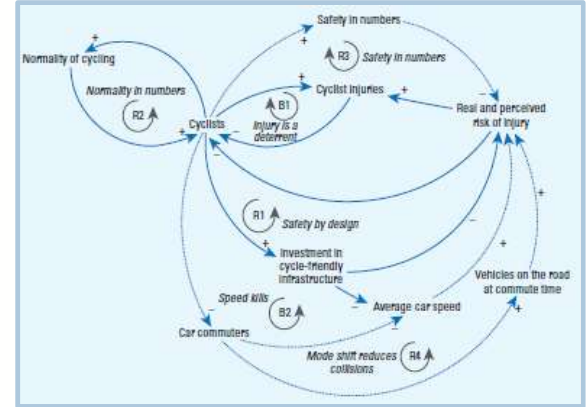 Safety in numbers
+
+
R3
Safety in numbers
Normality of cycling
Normality in numbers
R2
+
Cyclists
+
B1
Injury is a
deterrent
Cyclist injuries
+
–
–
–
Real and perceived
risk of injury
R1
Safety by design
+
Investment in
cycle-friendly
infrastructure
–
+
+
Vehicles on the road
at commute time
Speed kills
B2
–
Average car speed
–
–
Car commuters
+
Mode shift reduces
collisions
R4